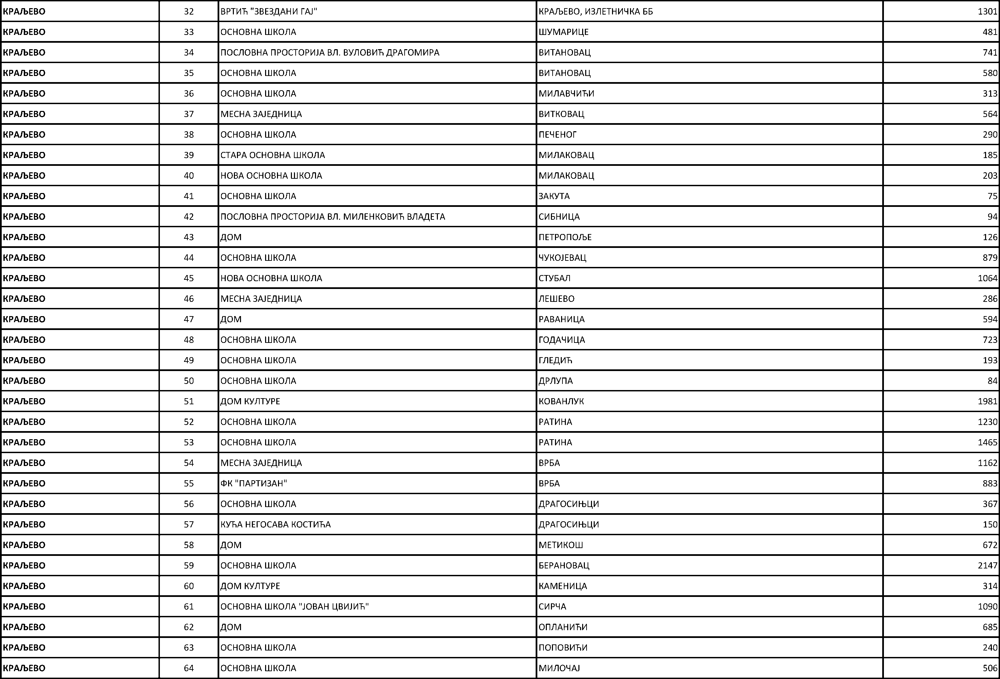 КРАЉЕВО 32 ВРТИЋ "ЗВЕЗДАНИ ГАЈ" КРАЉЕВО, ИЗЛЕТНИЧКА ББ 1301
КРАЉЕВО 33 ОСНОВНА ШКОЛА ШУМАРИЦЕ 481
КРАЉЕВО 34 ПОСЛОВНА ПРОСТОРИЈА ВЛ. ВУЛОВИЋ ДРАГОМИРА ВИТАНОВАЦ 741
КРАЉЕВО 35 ОСНОВНА ШКОЛА ВИТАНОВАЦ 580
КРАЉЕВО 36 ОСНОВНА ШКОЛА МИЛАВЧИЋИ 313
КРАЉЕВО 37 МЕСНА ЗАЈЕДНИЦА ВИТКОВАЦ 564
КРАЉЕВО 38 ОСНОВНА ШКОЛА ПЕЧЕНОГ 290
КРАЉЕВО 39 СТАРА ОСНОВНА ШКОЛА МИЛАКОВАЦ 185
КРАЉЕВО 40 НОВА ОСНОВНА ШКОЛА МИЛАКОВАЦ 203
КРАЉЕВО 41 ОСНОВНА ШКОЛА ЗАКУТА 75
КРАЉЕВО 42 ПОСЛОВНА ПРОСТОРИЈА ВЛ. МИЛЕНКОВИЋ ВЛАДЕТА СИБНИЦА 94
КРАЉЕВО 43 ДОМ ПЕТРОПОЉЕ 126
КРАЉЕВО 44 ОСНОВНА ШКОЛА ЧУКОЈЕВАЦ 879
КРАЉЕВО 45 НОВА ОСНОВНА ШКОЛА СТУБАЛ 1064
КРАЉЕВО 46 МЕСНА ЗАЈЕДНИЦА ЛЕШЕВО 286
КРАЉЕВО 47 ДОМ РАВАНИЦА 594
КРАЉЕВО 48 ОСНОВНА ШКОЛА ГОДАЧИЦА 723
КРАЉЕВО 49 ОСНОВНА ШКОЛА ГЛЕДИЋ 193
КРАЉЕВО 50 ОСНОВНА ШКОЛА ДРЛУПА 84
КРАЉЕВО 51 ДОМ КУЛТУРЕ КОВАНЛУК 1981
КРАЉЕВО 52 ОСНОВНА ШКОЛА РАТИНА 1230
КРАЉЕВО 53 ОСНОВНА ШКОЛА РАТИНА 1465
КРАЉЕВО 54 МЕСНА ЗАЈЕДНИЦА ВРБА 1162
КРАЉЕВО 55 ФК "ПАРТИЗАН" ВРБА 883
КРАЉЕВО 56 ОСНОВНА ШКОЛА ДРАГОСИЊЦИ 367
КРАЉЕВО 57 КУЋА НЕГОСАВА КОСТИЋА ДРАГОСИЊЦИ 150
КРАЉЕВО 58 ДОМ МЕТИКОШ 672
КРАЉЕВО 59 ОСНОВНА ШКОЛА БЕРАНОВАЦ 2147
КРАЉЕВО 60 ДОМ КУЛТУРЕ КАМЕНИЦА 314
КРАЉЕВО 61 ОСНОВНА ШКОЛА "ЈОВАН ЦВИЈИЋ" СИРЧА 1090
КРАЉЕВО 62 ДОМ ОПЛАНИЋИ 685
КРАЉЕВО 63 ОСНОВНА ШКОЛА ПОПОВИЋИ 240
КРАЉЕВО 64 ОСНОВНА ШКОЛА МИЛОЧАЈ 506